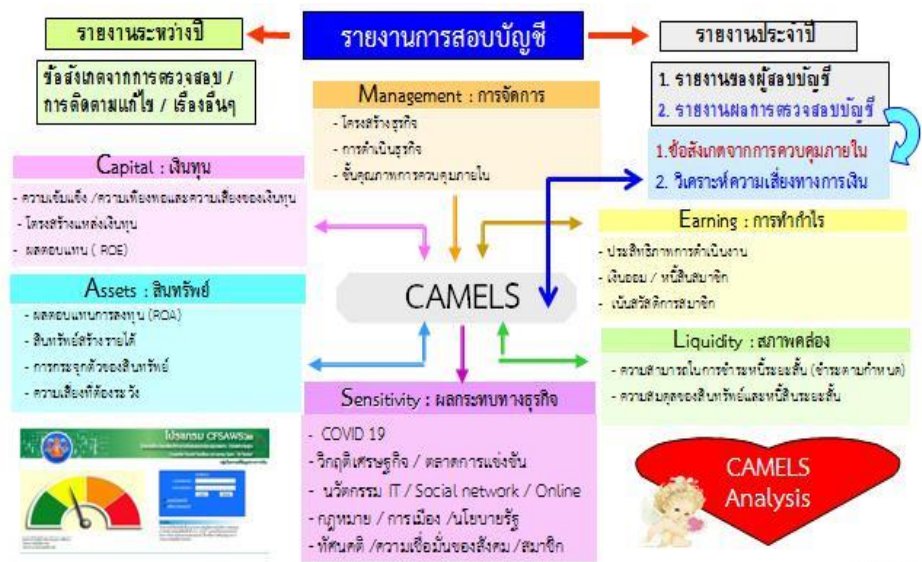 รายงานระหว่างปี
รายงานการสอบบัญชี
รายงานประจำปี
ข้อสังเกตจากการตรวจสอบ /
การติดตามแก้ไข / เรื่องอื่นๆ
1. รายงานของผู้สอบบัญชี
2. รายงานผลการตรวจสอบบัญชี
1.ข้อสังเกตจากการควบคุมภายใน
2. วิเคราะห์ความเสี่ยงทางการเงิน
Management : การจัดการ
- โครงสร้างธุรกิจ
- การดำเนินธุรกิจ
- ชั้นคุณภาพการควบคุมภายใน
Capital : เงินทุน
- ความเข้มแข็ง /ความเพียงพอและความเสี่ยงของเงินทุน
- โครงสร้างแหล่งเงินทุน
- ผลตอบแทน ( ROE)
Earning : การทำกำไร
- ประสิทธิภาพการดำเนินงาน
- เงินออม / หนี้สินสมาชิก
- เน้นสวัสดิการสมาชิก
CAMELS
Assets : สินทรัพย์
- ผลตอบแทนการลงทุน (ROA)
- สินทรัพย์สร้างรายได้
- การกระจุกตัวของสินทรัพย์
- ความเสี่ยงที่ต้องระวัง
Liquidity : สภาพคล่อง
- ความสามารถในการชำระหนี้ระยะสั้น (ชำระตามกำหนด)
- ความสมดุลของสินทรัพย์และหนี้สินระยะสั้น
Sensitivity : ผลกระทบทางธุรกิจ
- COVID 19
- วิกฤติเศรษฐกิจ / ตลาดการแข่งขัน
- นวัตกรรม IT / Social network / Online
- กฎหมาย / การเมือง /นโยบายรัฐ
- ทัศนคติ /ความเชื่อมั่นของสังคม /สมาชิก
โปรแกรม CFSAWS:ss
CAMELS
Analysis